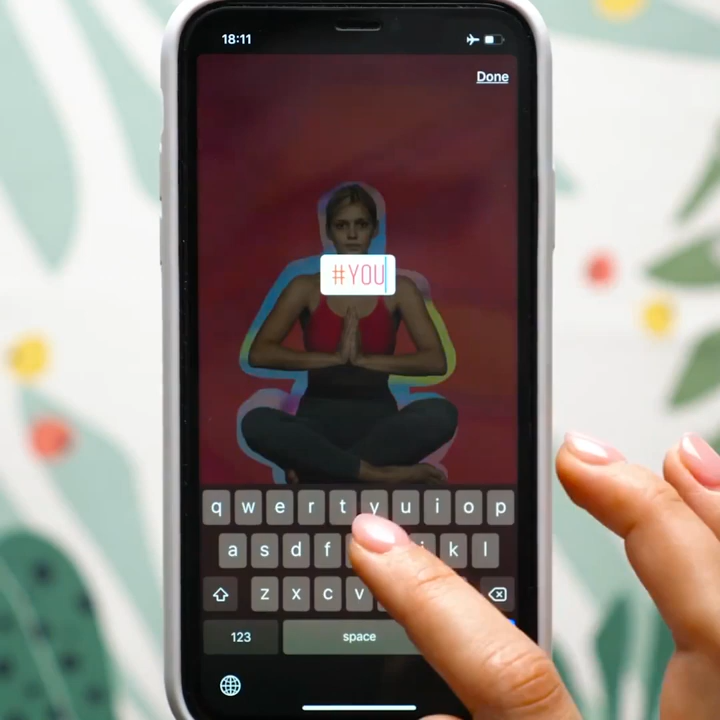 18:11
Done
#YOU
q w e r t y u i o p
a s d f k l
z x c v
123 space